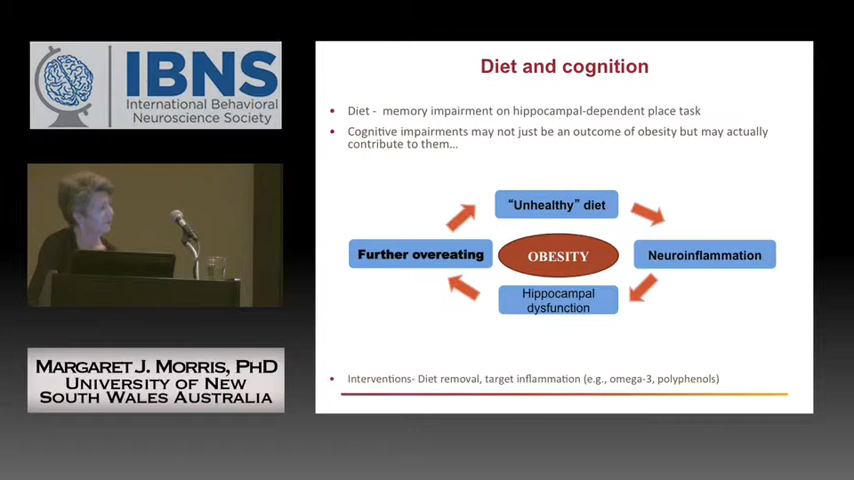 IBNS
International Behavioral
Neuroscience Society
MARGARET J. MORRIS, PHD
UNIVERSITY OF NEW
SOUTH WALES AUSTRALIA
Diet and cognition
• Diet - memory impairment on hippocampal-dependent place task
• Cognitive impairments may not just be an outcome of obesity but may actually
contribute to them…
“Unhealthy” diet
Further overeating
OBESITY
Neuroinflammation
Hippocampal
dysfunction
• Interventions- Diet removal, target inflammation (e.g., omega-3, polyphenols)